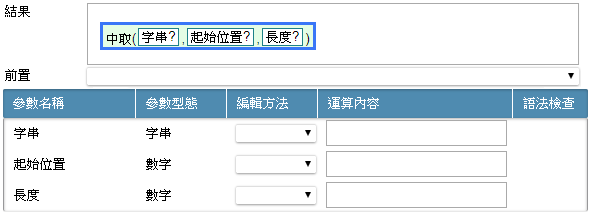 結果
中取(字串?,起始位置?,長度?)
前置
參數名稱 參數型態 編輯方法 運算內容 語法檢查
字串 字串
起始位置 數字
長度 數字